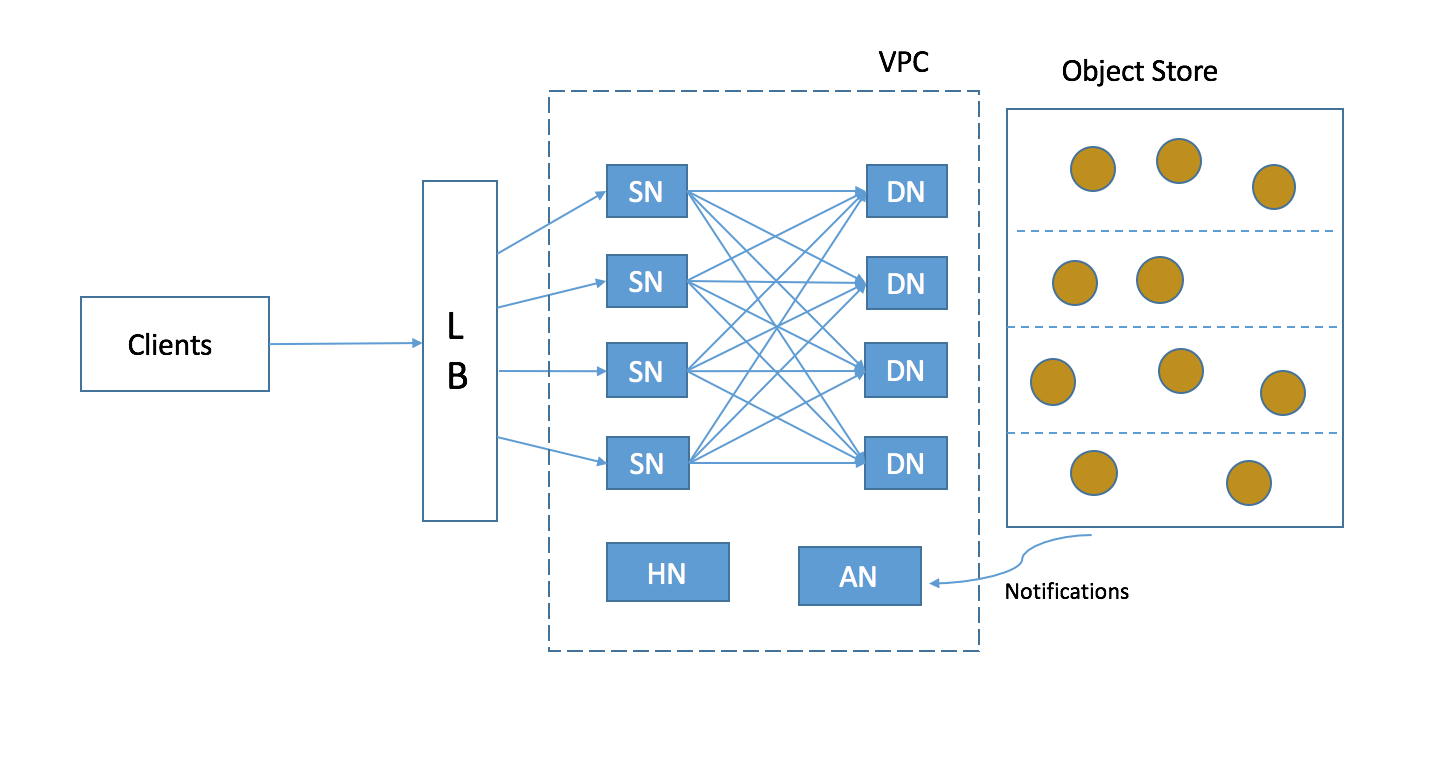 VPC
Object Store
Clients
L
B
SN
DN
SN
DN
SN
DN
SN
DN
HN
AN
Notifications